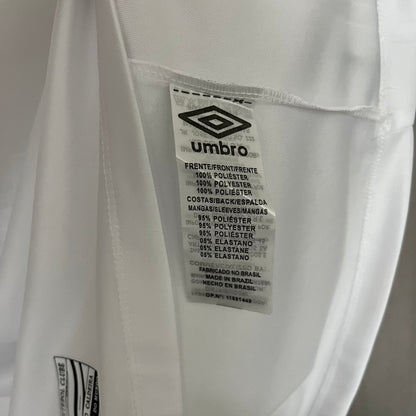 umbro
FRENTE/FRONT/FRENTE
100% POLIÉSTER
100% POLYESTER
100% POLIÉSTER
COSTAS/BACK/ESPALDA
MANGAS/SLEEVES/MANGAS
95% POLIÉSTER
95% POLYESTER
95% POLIÉSTER
05% ELASTANO
05% ELASTANE
05% ELASTANO
FABRICADO NO BRASIL
MADE IN BRAZIL
HECHO EN BRASIL
CLUBE